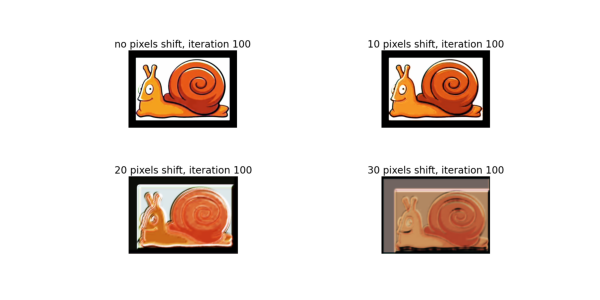 no pixels shift, iteration 100
10 pixels shift, iteration 100
20 pixels shift, iteration 100
30 pixels shift, iteration 100